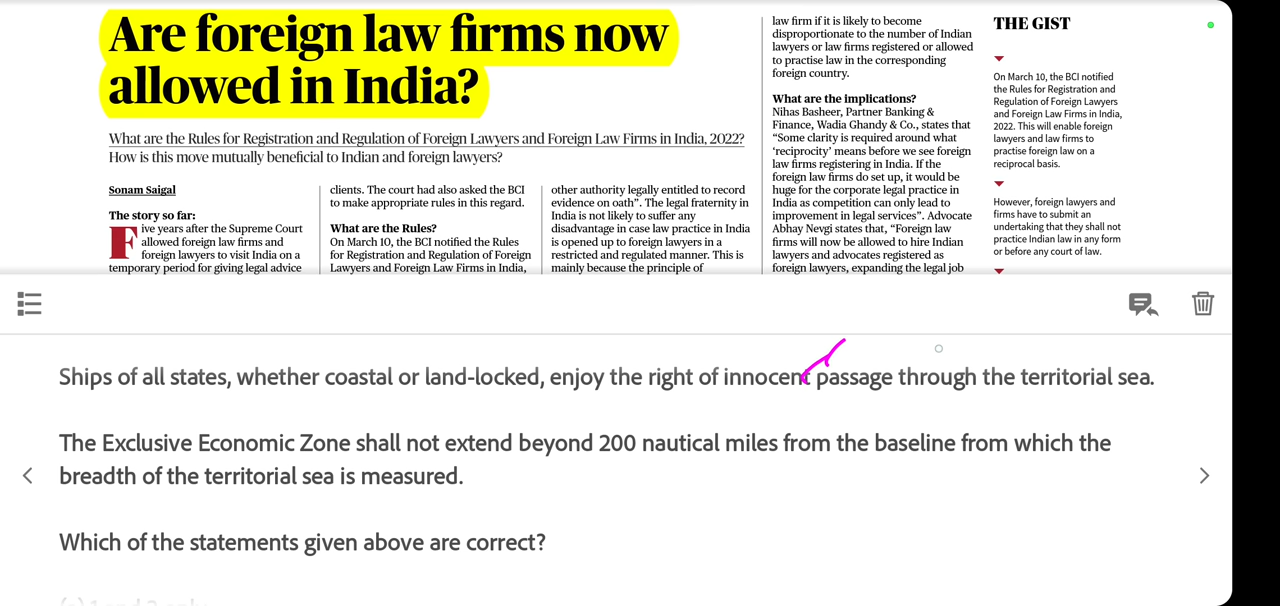 Are foreign law firms now
allowed in India?
What are the Rules for Registration and Regulation of Foreign Lawyers and Foreign Law Firms in India, 2022?
How is this move mutually beneficial to Indian and foreign lawyers?
Sonam Saigal
The story so far:
Five years after the Supreme Court
allowed foreign law firms and
foreign lawyers to visit India on a
temporary period for giving legal advice
clients. The court had also asked the BCI
to make appropriate rules in this regard.
What are the Rules?
On March 10, the BCI notified the Rules
for Registration and Regulation of Foreign
Lawyers and Foreign Law Firms in India,
other authority legally entitled to record
evidence on oath”. The legal fraternity in
India is not likely to suffer any
disadvantage in case law practice in India
is opened up to foreign lawyers in a
restricted and regulated manner. This is
mainly because the principle of
law firm if it is likely to become
disproportionate to the number of Indian
lawyers or law firms registered or allowed
to practise law in the corresponding
foreign country.
What are the implications?
Nihas Basheer, Partner Banking &
Finance, Wadia Ghandy & Co., states that
“Some clarity is required around what
‘reciprocity’ means before we see foreign
law firms registering in India. If the
foreign law firms do set up, it would be
huge for the corporate legal practice in
India as competition can only lead to
improvement in legal services”. Advocate
Abhay Nevgi states that, “Foreign law
firms will now be allowed to hire Indian
lawyers and advocates registered as
foreign lawyers, expanding the legal job
THE GIST
On March 10, the BCI notified
the Rules for Registration and
Regulation of Foreign Lawyers
and Foreign Law Firms in India,
2022. This will enable foreign
lawyers and law firms to
practise foreign law on a
reciprocal basis.
However, foreign lawyers and
firms have to submit an
undertaking that they shall not
practice Indian law in any form
or before any court of law.
Ships of all states, whether coastal or land-locked, enjoy the right of innocent passage through the territorial sea.
The Exclusive Economic Zone shall not extend beyond 200 nautical miles from the baseline from which the
breadth of the territorial sea is measured.
Which of the statements given above are correct?